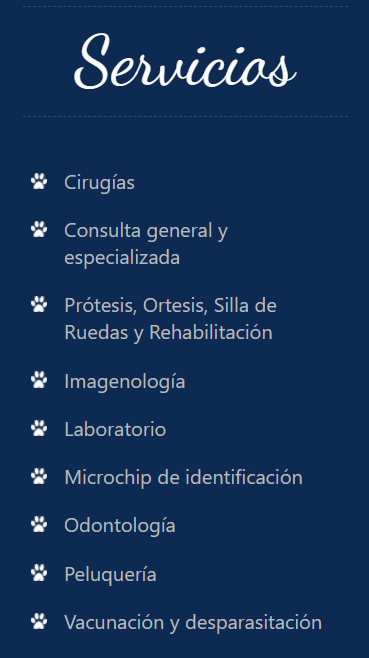 Servicios
Cirugías
Consulta general y
especializada
Prótesis, Ortesis, Silla de
Ruedas y Rehabilitación
Imagenología
Laboratorio
Microchip de identificación
Odontología
Peluquería
Vacunación y desparasitación